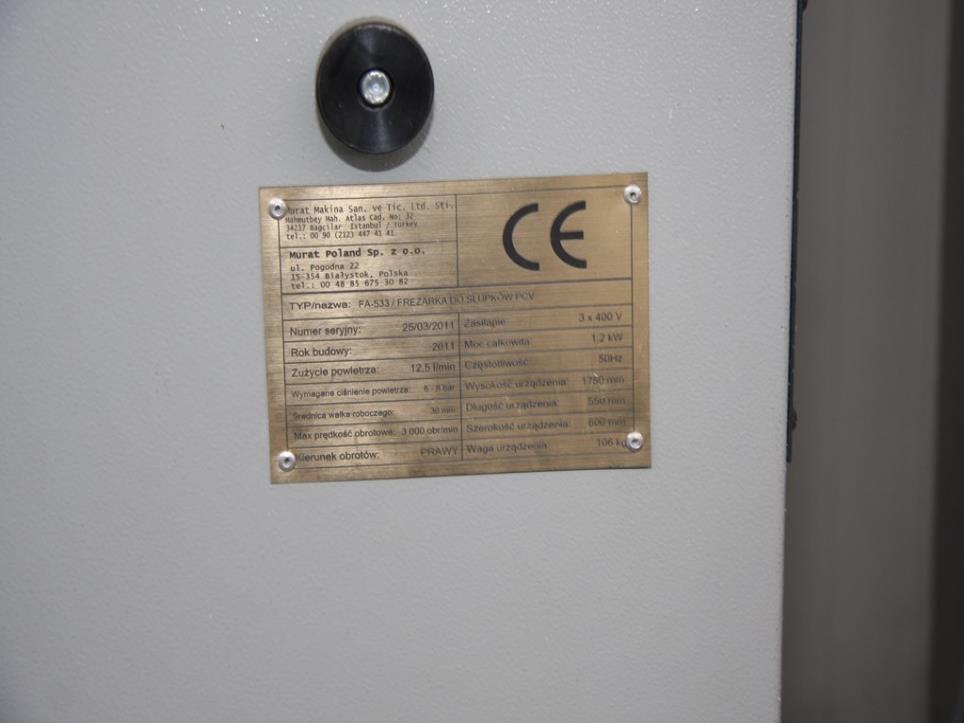 Murat Makina San. ve Tic. Ltd. Sti.
Mahmutbey Mah. Atlas Cad. No: 32
34217 Bagcilar Istanbul / Turkey
tel.: 00 90 (212) 447 41 41
Murat Poland Sp. z o.o.
ul. Pogodna 22
15-354 Białystok, Polska
tel.: 00 48 85 675 30 82
CE
TYP/nazwa: FA-533 / FREZARKA DO SŁUPKÓW PCV
Numer seryjny: 25/03/2011
Rok budowy: 2011
Zużycie powietrza: 12,5 l/min
Wymagane ciśnienie powietrza: 6 - 8 bar
Średnica wałka roboczego: 30 mm
Max prędkość obrotowa: 3 000 obr/min
Kierunek obrotów: PRAWY
Zasilanie: 3 x 400 V
Moc całkowita: 1,2 kW
Częstotliwość: 50Hz
Wysokość urządzenia: 1750 mm
Długość urządzenia: 550 mm
Szerokość urządzenia: 600 mm
Waga urządzenia: 106 kg